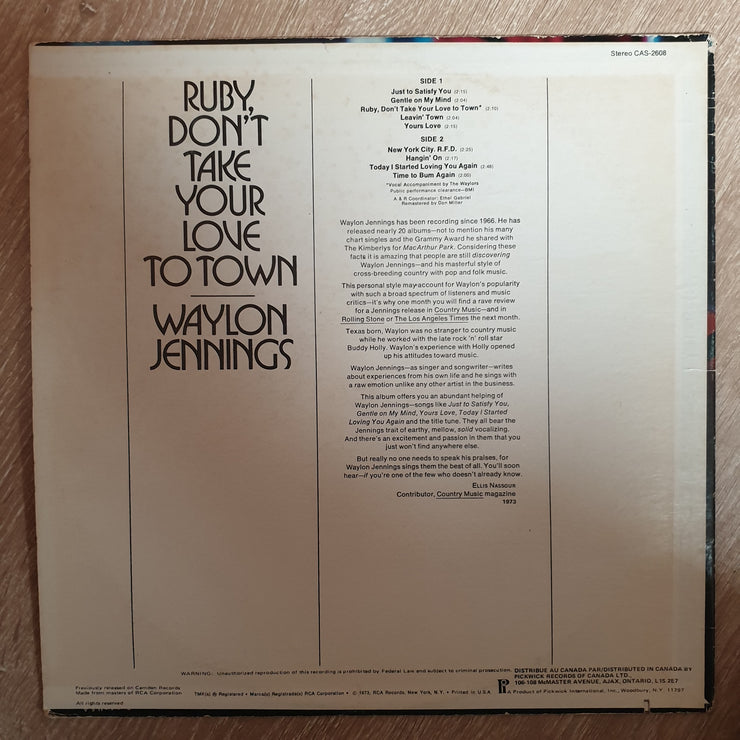 Stereo CAS-2608
RUBY,
DON'T
TAKE
YOUR
LOVE
TO TOWN
WAYLON
JENNINGS
SIDE 1
Just to Satisfy You (2:15)
Gentle on My Mind (2:04)
Ruby, Don't Take Your Love to Town* (2:10)
Leavin' Town (2:04)
Yours Love (2:15)
SIDE 2
New York City, R.F.D. (2:25)
Hangin' On (2:17)
Today I Started Loving You Again (2:48)
Time to Bum Again (2:00)
*Vocal Accompaniment by The Waylors
Public performance clearance—BMI
A & R Coordinator: Ethel Gabriel
Remastered by Don Miller
Waylon Jennings has been recording since 1966. He has
released nearly 20 albums—not to mention his many
chart singles and the Grammy Award he shared with
The Kimberlys for MacArthur Park. Considering these
facts it is amazing that people are still discovering
Waylon Jennings—and his masterful style of
cross-breeding country with pop and folk music.
This personal style may account for Waylon's popularity
with such a broad spectrum of listeners and music
critics—it's why one month you will find a rave review
for a Jennings release in Country Music—and in
Rolling Stone or The Los Angeles Times the next month.
Texas born, Waylon was no stranger to country music
while he worked with the late rock 'n' roll star
Buddy Holly. Waylon's experience with Holly opened
up his attitudes toward music.
Waylon Jennings—as singer and songwriter—writes
about experiences from his own life and he sings with
a raw emotion unlike any other artist in the business.
This album offers you an abundant helping of
Waylon Jennings—songs like Just to Satisfy You,
Gentle on My Mind, Yours Love, Today I Started
Loving You Again and the title tune. They all bear the
Jennings trait of earthy, mellow, solid vocalizing.
And there's an excitement and passion in them that you
just won't find anywhere else.
But really no one needs to speak his praises, for
Waylon Jennings sings them the best of all. You'll soon
hear—if you're one of the few who doesn't already know.
ELLIS NASSOUR
Contributor, Country Music magazine
1973
WARNING: Unauthorized reproduction of this recording is prohibited by Federal Law and subject to criminal prosecution.
Previously released on Camden Records
Made from masters of RCA Corporation
TMK(s) ® Registered • Marca(s) Registrada(s) RCA Corporation • © 1973, RCA Records, New York, N.Y. • Printed in U.S.A.
DISTRIBUE AU CANADA PAR/DISTRIBUTED IN CANADA BY
PICKWICK RECORDS OF CANADA LTD.,
106-108 McMASTER AVENUE, AJAX, ONTARIO, L1S 2E7
A Product of Pickwick International, Inc., Woodbury, N.Y. 11797
All rights reserved